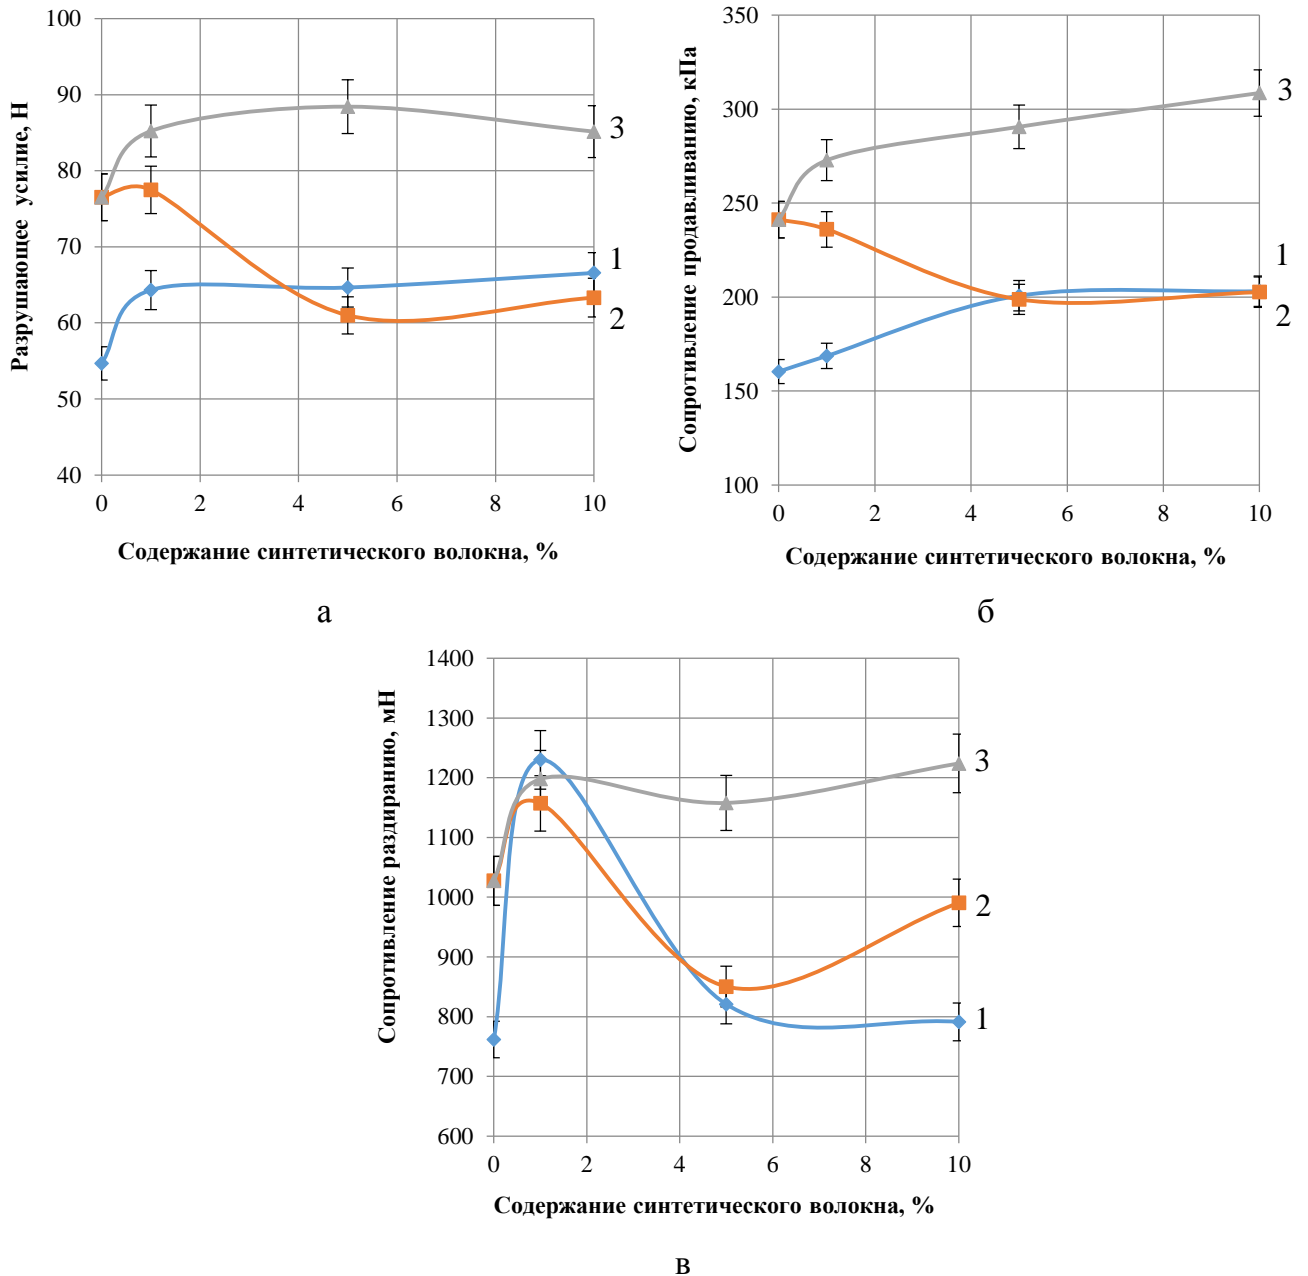 Разрушающее усилие, Н
100
90
80
70
60
50
40
0 2 4 6 8 10
3
1
2
Содержание синтетического волокна, %
а
Сопротивление продавливанию, кПа
350
300
250
200
150
100
0 2 4 6 8 10
3
1
2
Содержание синтетического волокна, %
б
Сопротивление раздиранию, мН
1400
1300
1200
1100
1000
900
800
700
600
0 2 4 6 8 10
3
2
1
Содержание синтетического волокна, %
в